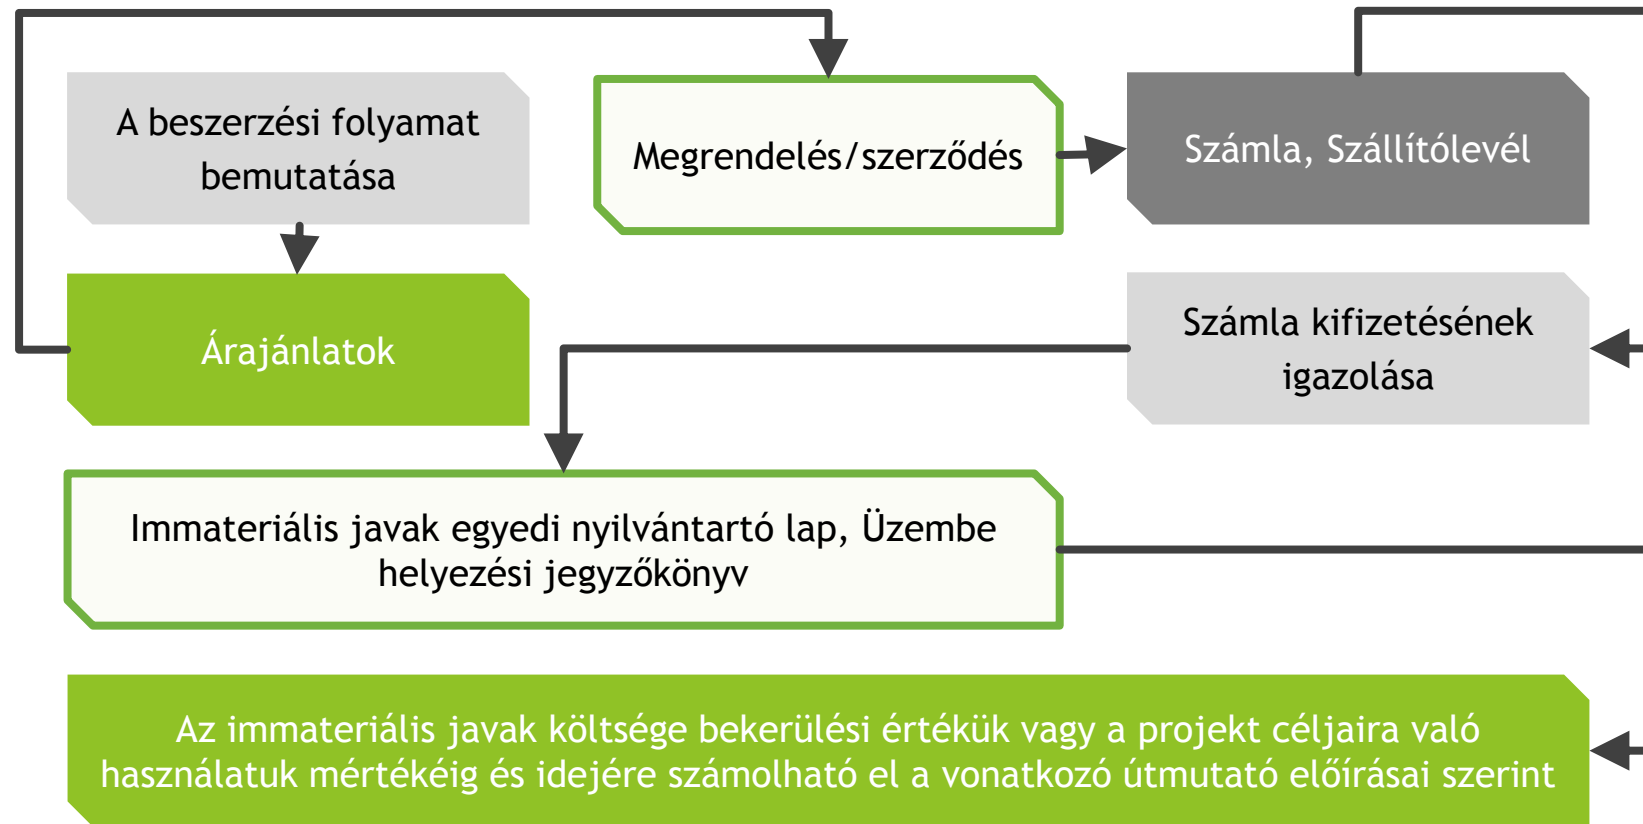 A beszerzési folyamat
bemutatása
Árajánlatok
Megrendelés/szerződés
Számla, Szállítólevél
Számla kifizetésének
igazolása
Immateriális javak egyedi nyilvántartó lap, Üzembe
helyezési jegyzőkönyv
Az immateriális javak költsége bekerülési értékük vagy a projekt céljaira való
használatuk mértékéig és idejére számolható el a vonatkozó útmutató előírásai szerint